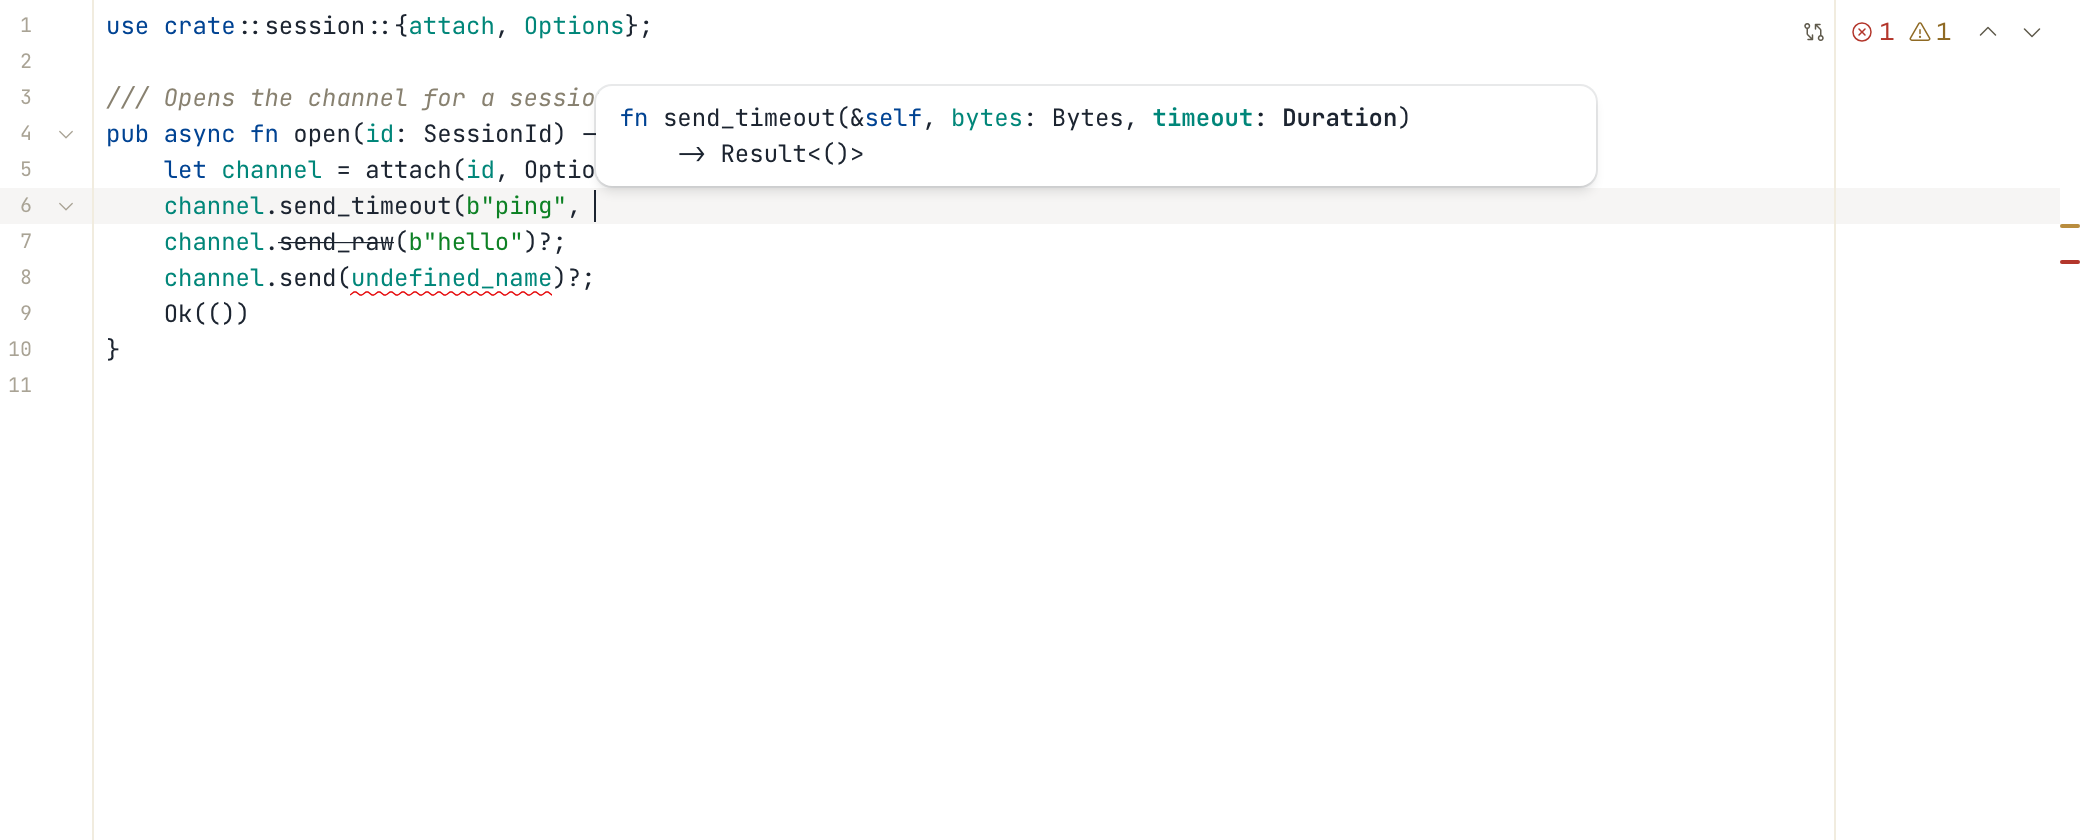 1 use crate::session::{attach, Options};
2
3 /// Opens the channel for a sessio
4 pub async fn open(id: SessionId) -
5 let channel = attach(id, Optio
6 channel.send_timeout(b"ping",
7 channel.send_raw(b"hello")?;
8 channel.send(undefined_name)?;
9 Ok(())
10 }
11
fn send_timeout(&self, bytes: Bytes, timeout: Duration)
-> Result<()>
1 1